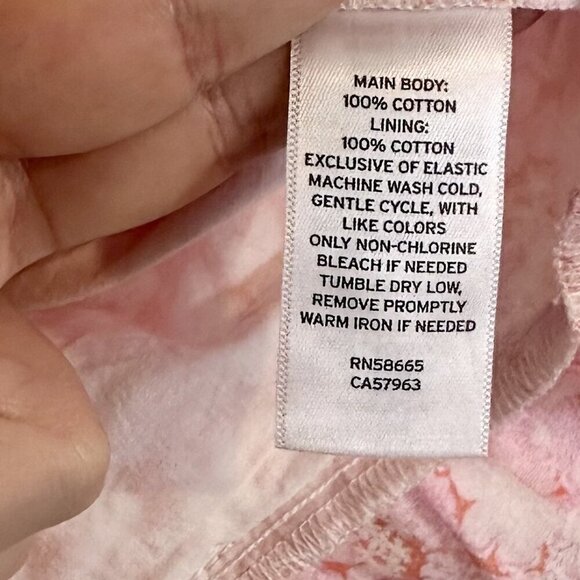 MAIN BODY:
100% COTTON
LINING:
100% COTTON
EXCLUSIVE OF ELASTIC
MACHINE WASH COLD,
GENTLE CYCLE, WITH
LIKE COLORS
ONLY NON-CHLORINE
BLEACH IF NEEDED
TUMBLE DRY LOW,
REMOVE PROMPTLY
WARM IRON IF NEEDED
RN58665
CA57963